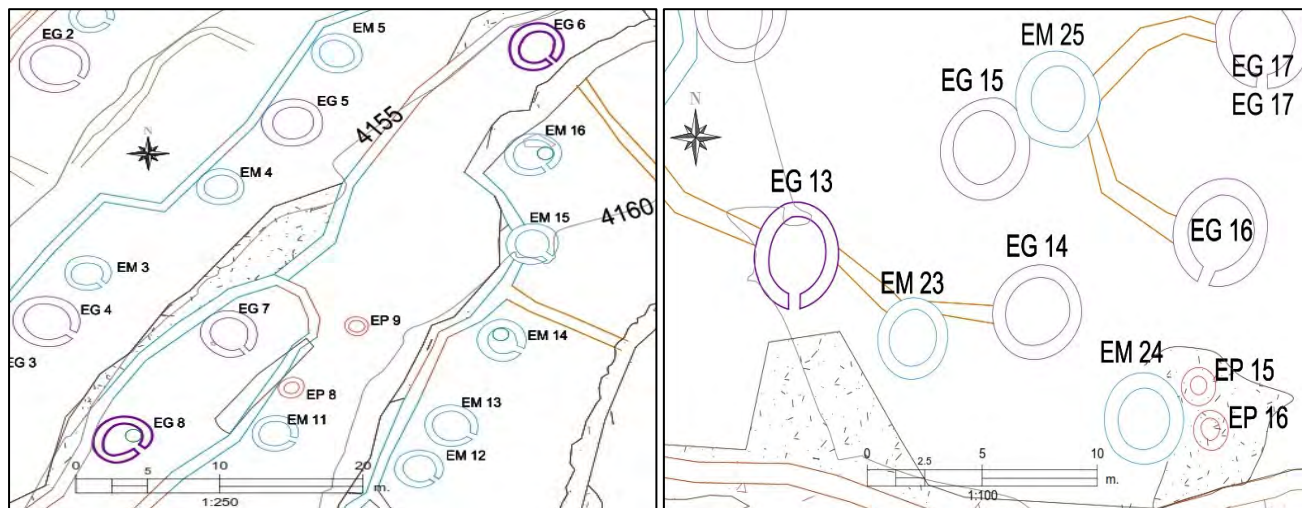 EG 2
EM 5
EG 6
EG 5
4155
N
EM 16
EM 4
EM 15
4160
EM 3
EG 4
EG 3
EG 7
EP 9
EM 14
EP 8
EG 8
EM 11
EM 13
EM 12
0
5
10
20
m.
1:250
EM 25
EG 17
EG 17
EG 15
N
EG 13
EG 16
EM 23
EG 14
EM 24
EP 15
EP 16
0
2.5
5
10
m.
1:100